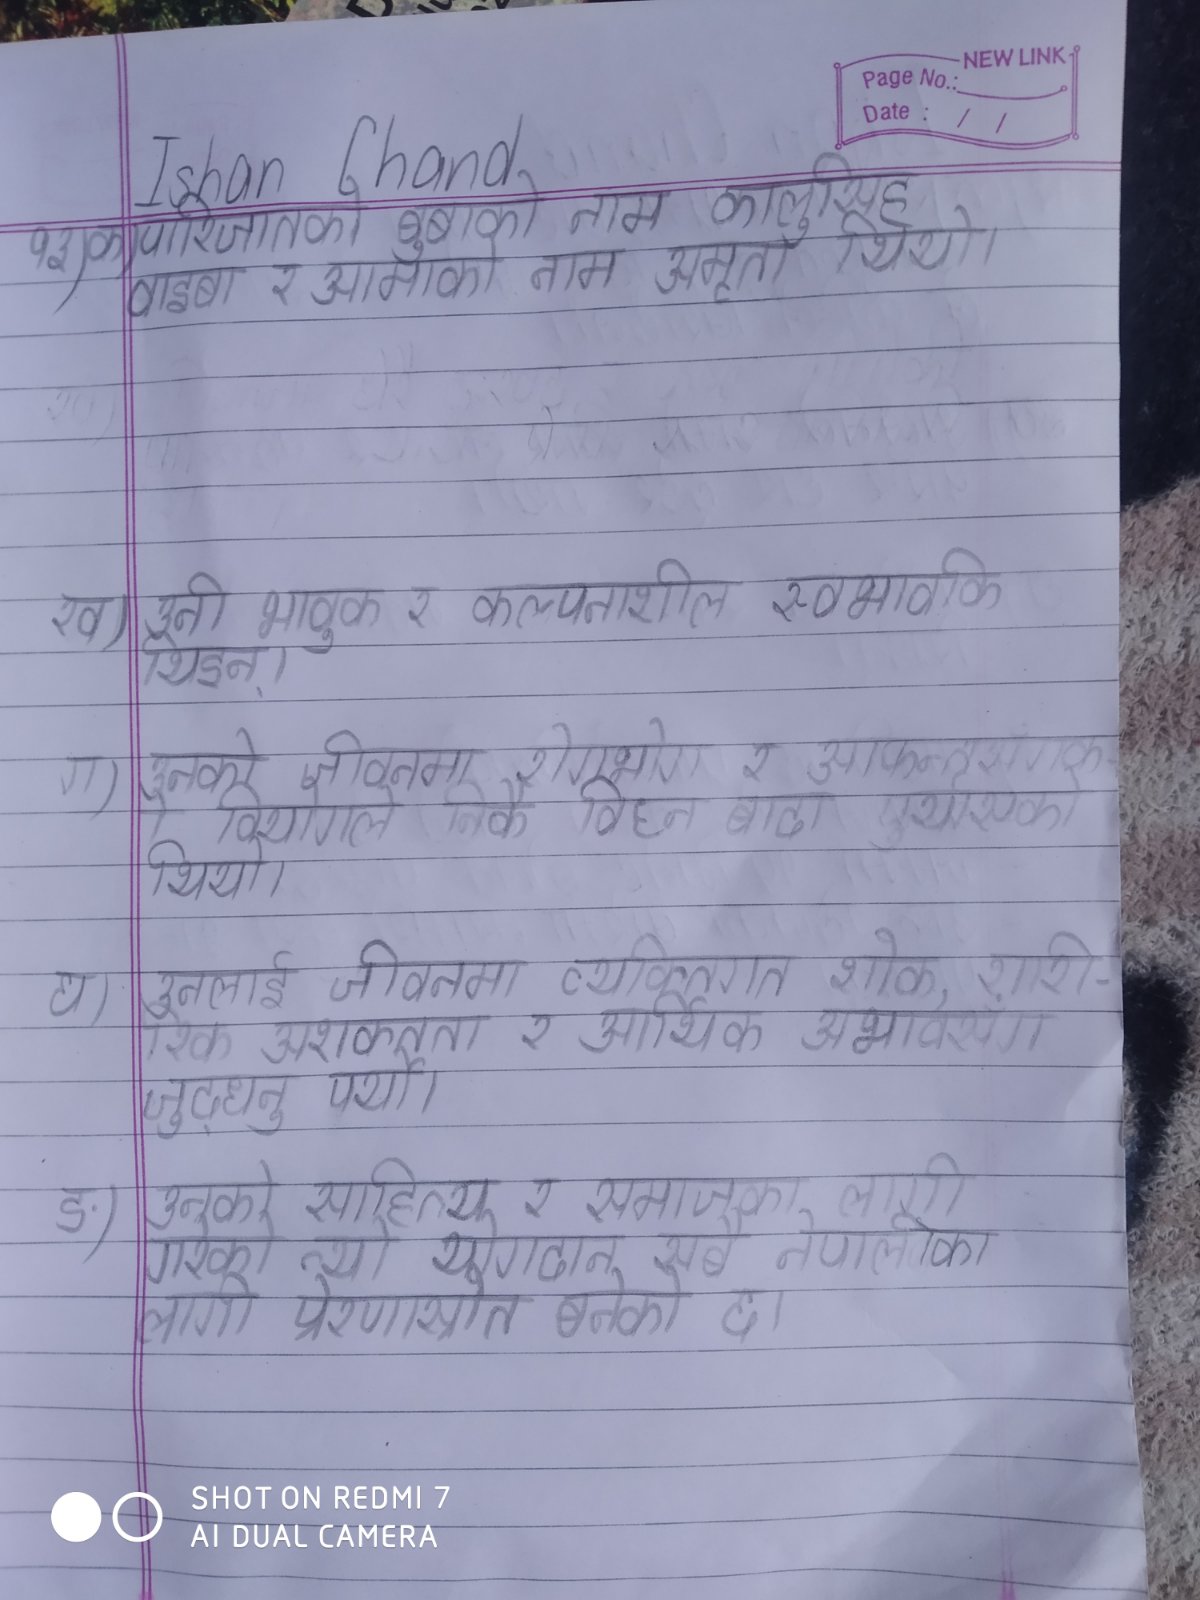 NEW LINK
Page No.:
Date : / /
Ishan Chand
१३)क)पारिजातको बुबाको नाम कालुसिंह
वाइबा र आमाको नाम अमृता थियो।
ख) उनी भावुक र कल्पनाशील स्वभावकि
थिइन्।
ग) उनको जीवनमा रोगभोग र
वियोगले निकै विघ्न बाधा पुर्याएको
थियो।
घ) उनलाई जीवनमा व्यक्तिगत शोक, शारी-
रिक अशक्तता र आर्थिक अभावसँग
जुद्धनु पर्यो।
ङ) उनको साहित्य र समाजका लागी
गरेको त्यो योगदान सबै नेपालीका
लागी प्रेरणास्रोत बनेको छ।
SHOT ON REDMI 7
AI DUAL CAMERA